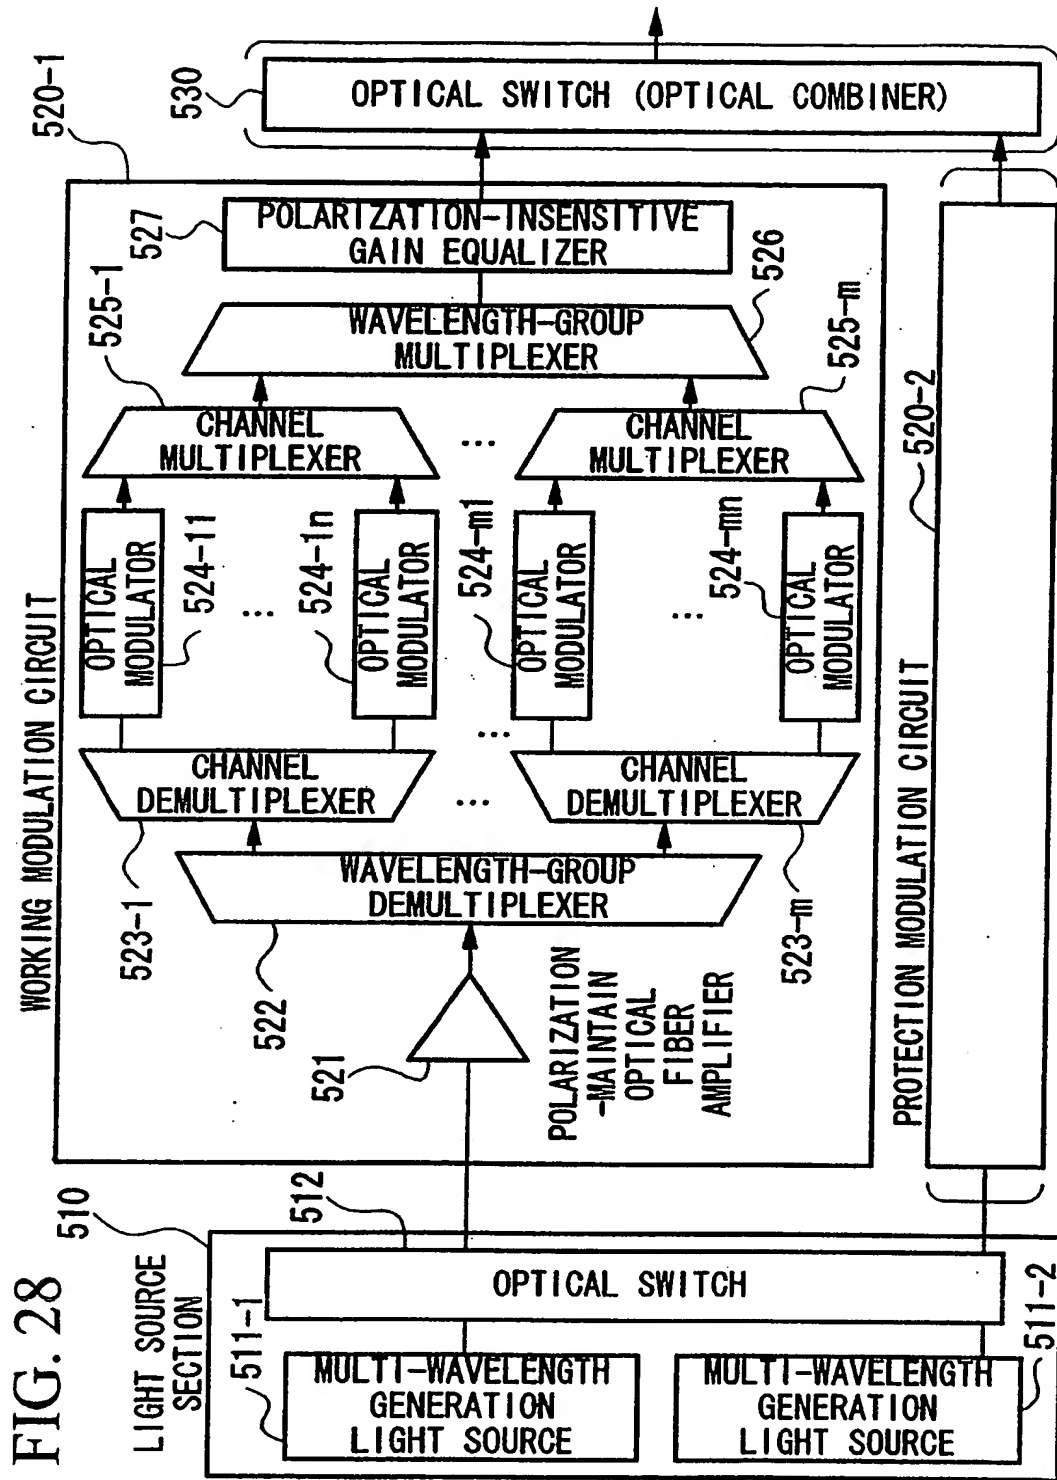 FIG. 28
LIGHT SOURCE
SECTION
510
511-1
MULTI-WAVELENGTH
GENERATION
LIGHT SOURCE
MULTI-WAVELENGTH
GENERATION
LIGHT SOURCE
511-2
OPTICAL SWITCH
512
WORKING MODULATION CIRCUIT
520-1
521
POLARIZATION
-MAINTAIN
OPTICAL
FIBER
AMPLIFIER
522
WAVELENGTH-GROUP
DEMULTIPLEXER
523-1
CHANNEL
DEMULTIPLEXER
...
CHANNEL
DEMULTIPLEXER
523-m
OPTICAL
MODULATOR
524-11
...
OPTICAL
MODULATOR
524-1n
...
OPTICAL
MODULATOR
524-m1
...
OPTICAL
MODULATOR
524-mn
CHANNEL
MULTIPLEXER
525-1
...
CHANNEL
MULTIPLEXER
525-m
WAVELENGTH-GROUP
MULTIPLEXER
526
POLARIZATION-INSENSITIVE
GAIN EQUALIZER
527
OPTICAL SWITCH (OPTICAL COMBINER)
530
PROTECTION MODULATION CIRCUIT
520-2